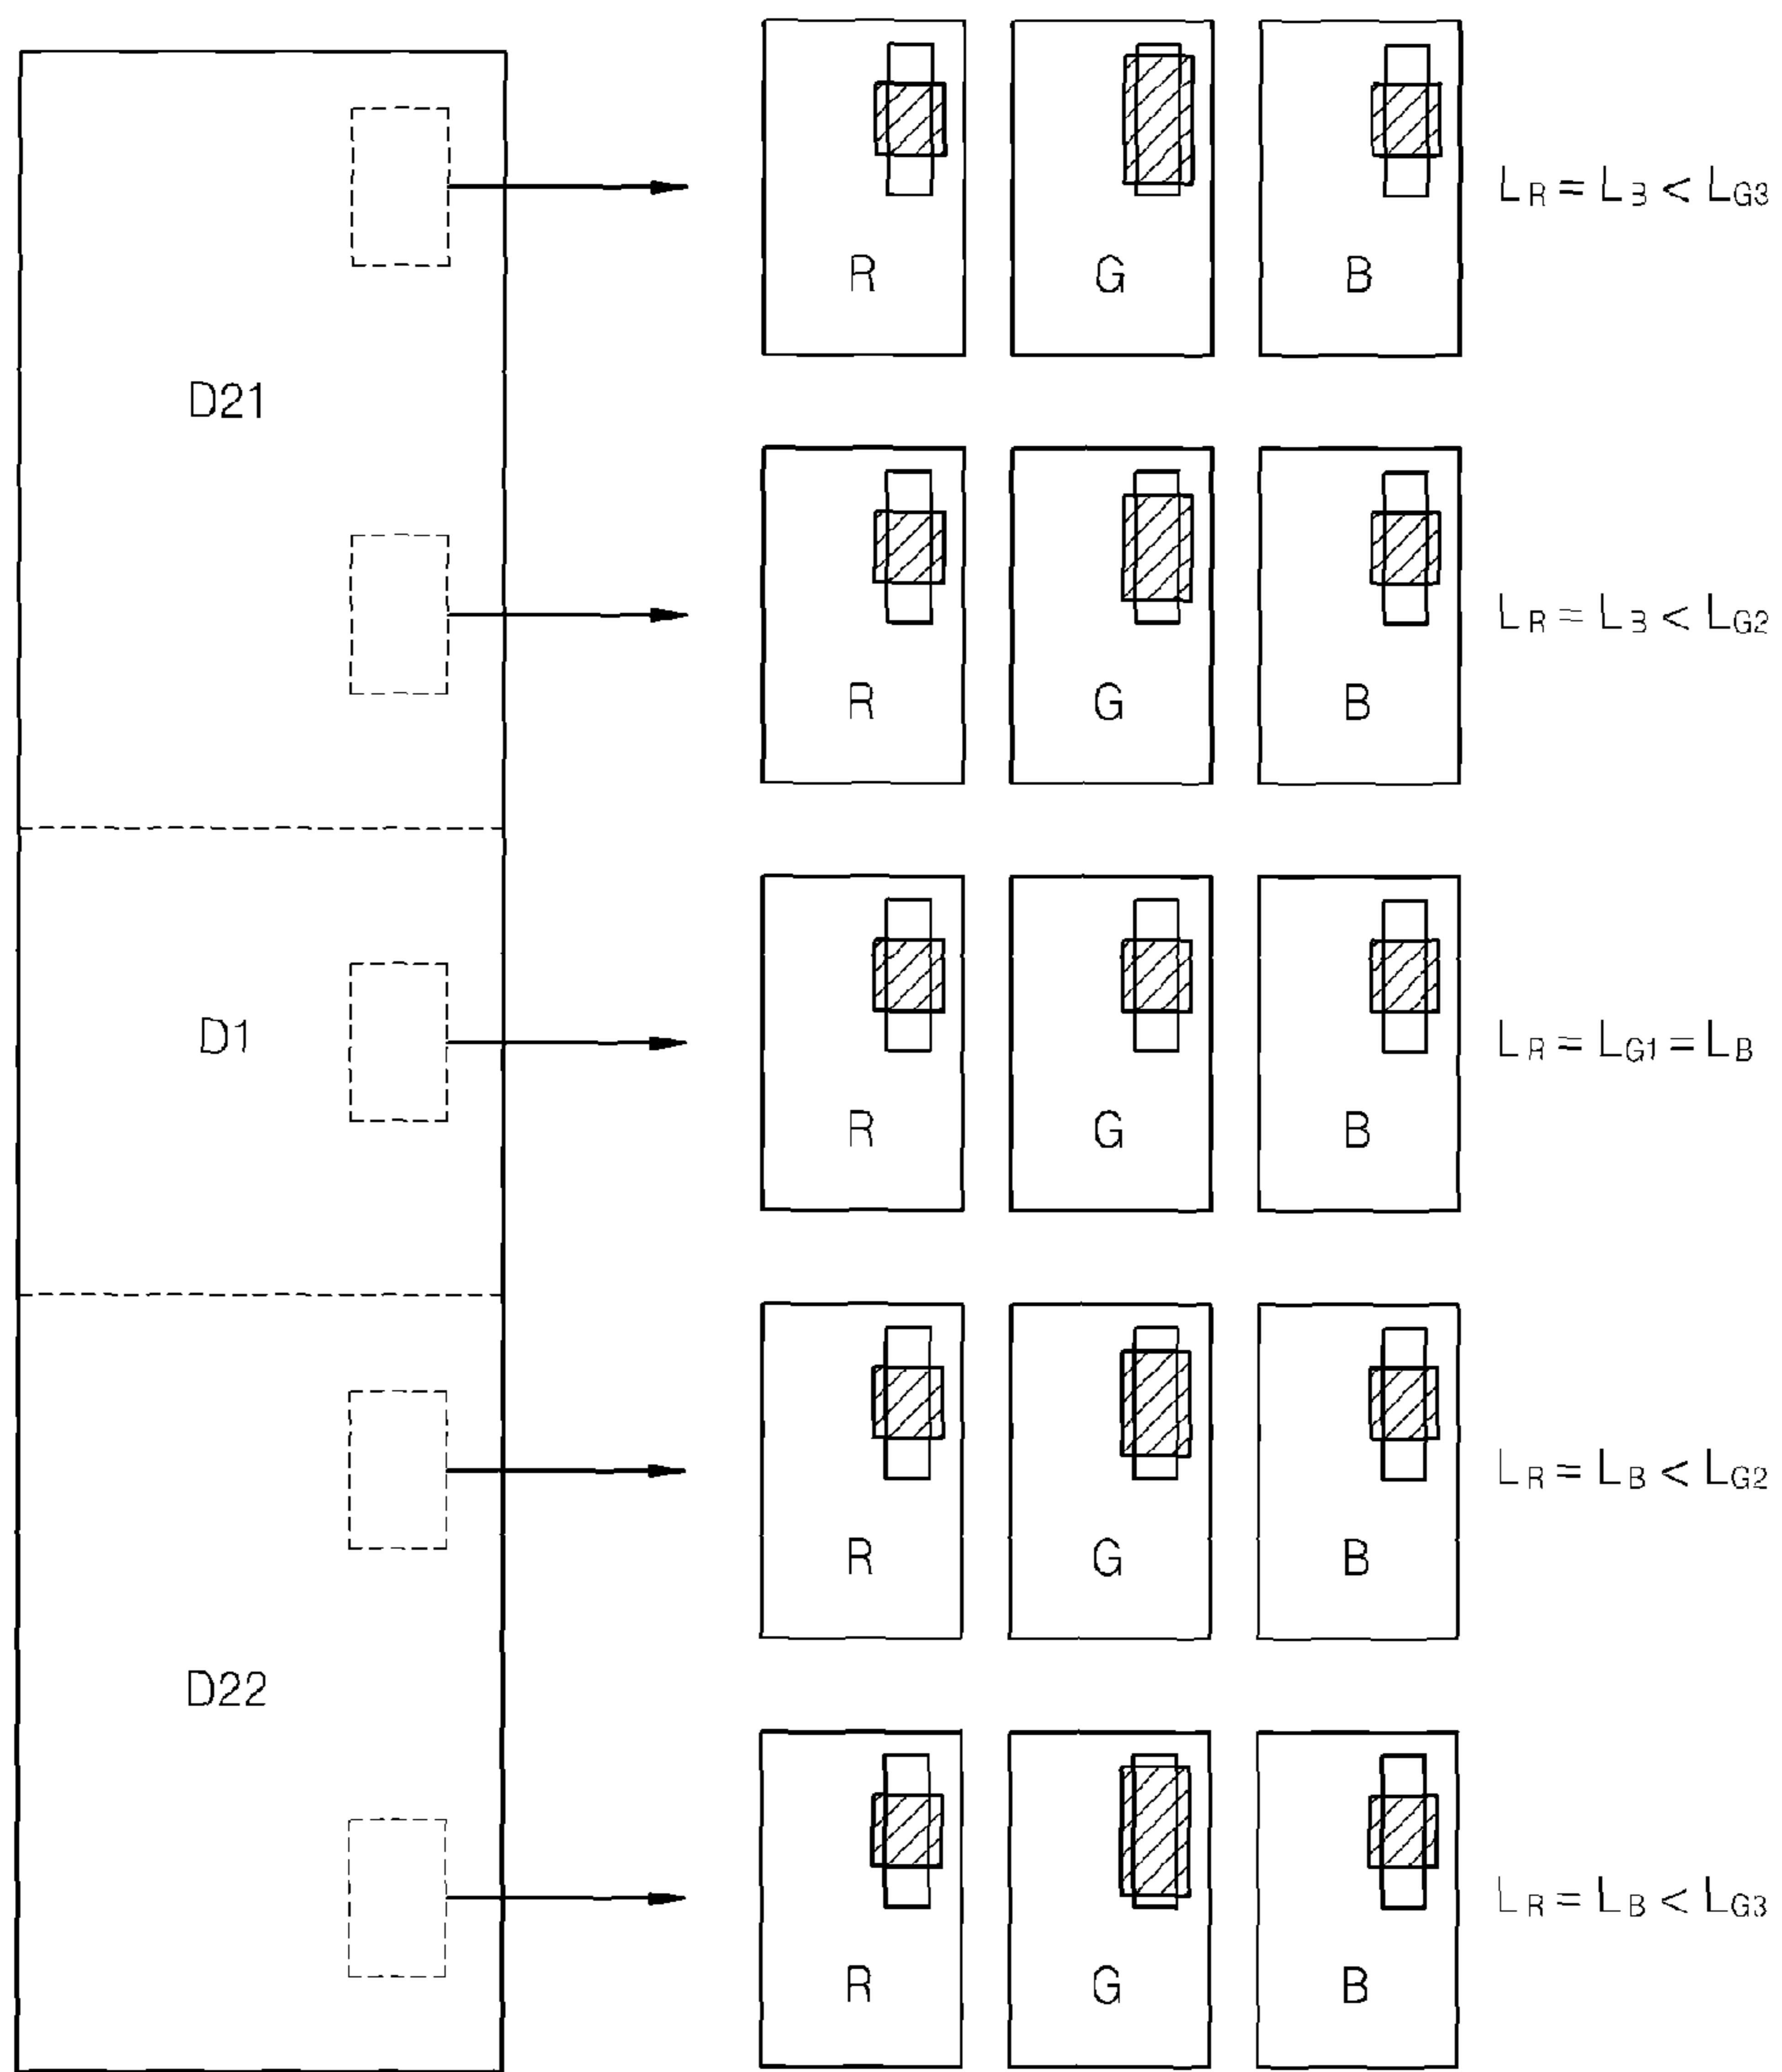 R G B
L_R = L_B < L_G3
D21
R G B
L_R = L_B < L_G2
D1
R G B
L_R = L_G1 = L_B
R G B
L_R = L_B < L_G2
D22
R G B
L_R = L_B < L_G3